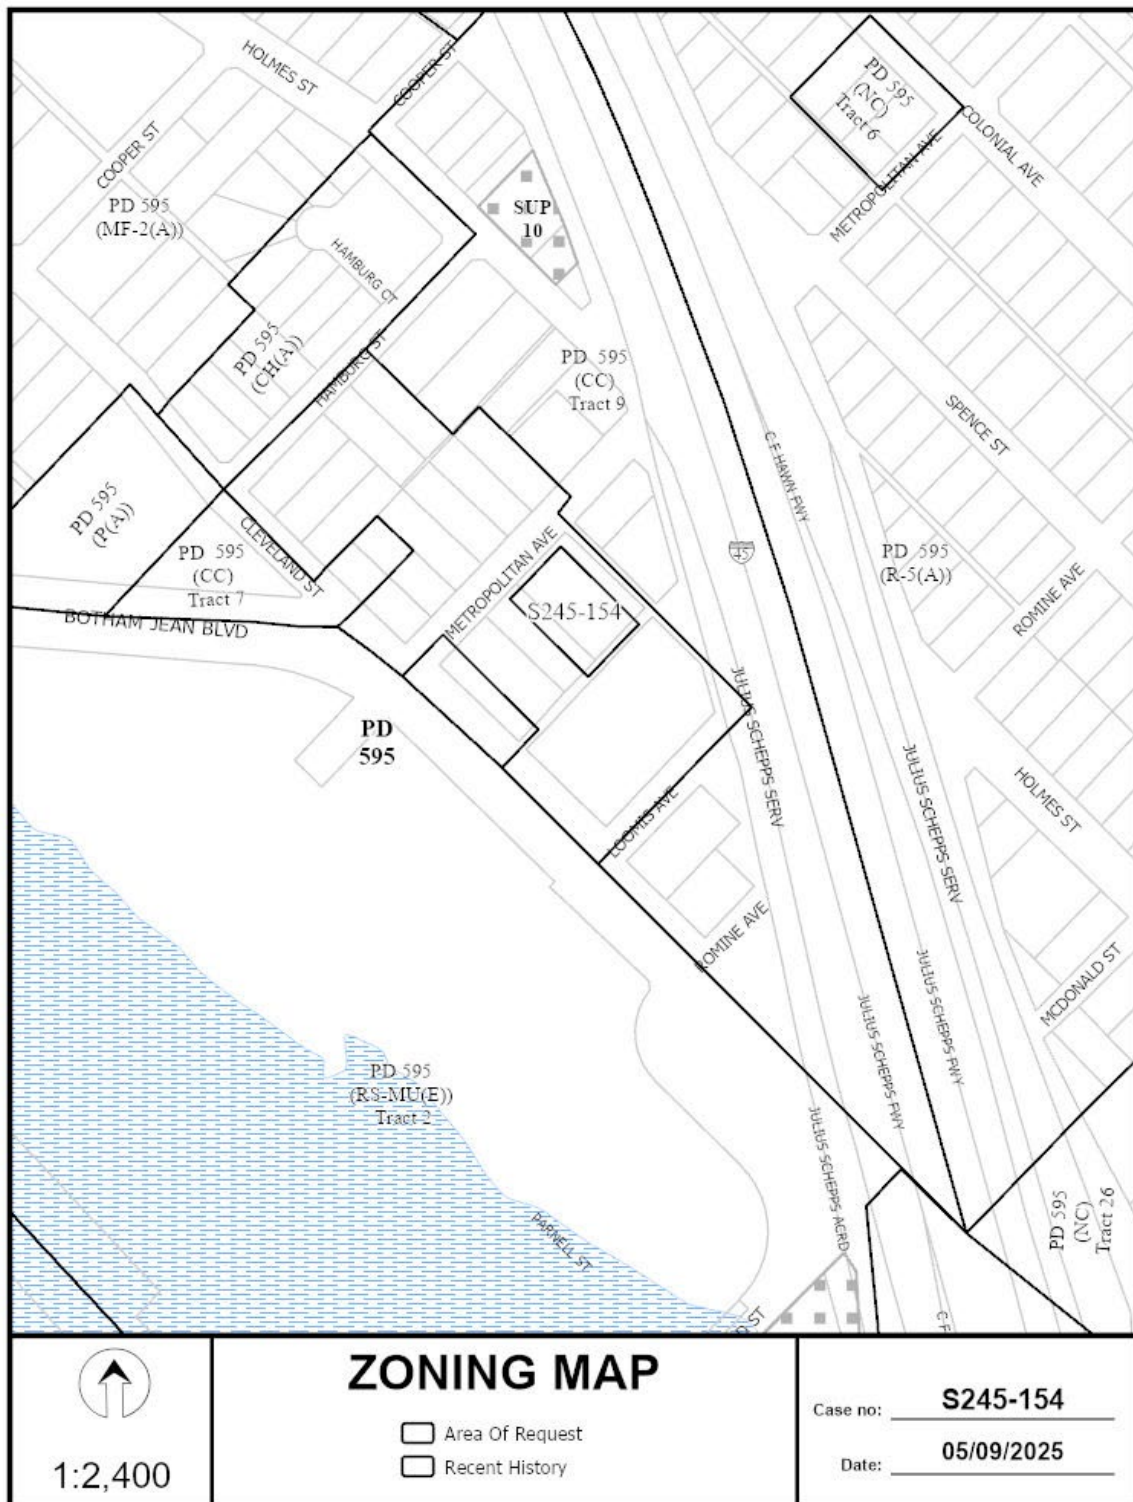 HOLMES ST
COOPER ST
PD 595
(NC)
Tract 6
COLONIAL AVE
METROPOLITAN AVE
COOPER ST
PD 595
(MF-2(A))
SUP
10
HAMBURG CT
PD 595
(CH(A))
HAMBURG ST
PD 595
(CC)
Tract 9
SPENCE ST
C F HAWN FWY
PD 595
(P(A))
CLEVELAND ST
PD 595
(CC)
Tract 7
METROPOLITAN AVE
45
PD 595
(R-5(A))
ROMINE AVE
S245-154
BOTHAM JEAN BLVD
PD
595
JULIUS SCHEPPS SERV
JULIUS SCHEPPS SERV
HOLMES ST
LOOMIS AVE
ROMINE AVE
MCDONALD ST
JULIUS SCHEPPS FWY
JULIUS SCHEPPS FWY
PD 595
(RS-MU(E))
Tract 2
JULIUS SCHEPPS ACRD
PARNELL ST
PD 595
(NC)
Tract 26
ST
C F
ZONING MAP
Area Of Request
Recent History
1:2,400
Case no: S245-154
Date: 05/09/2025